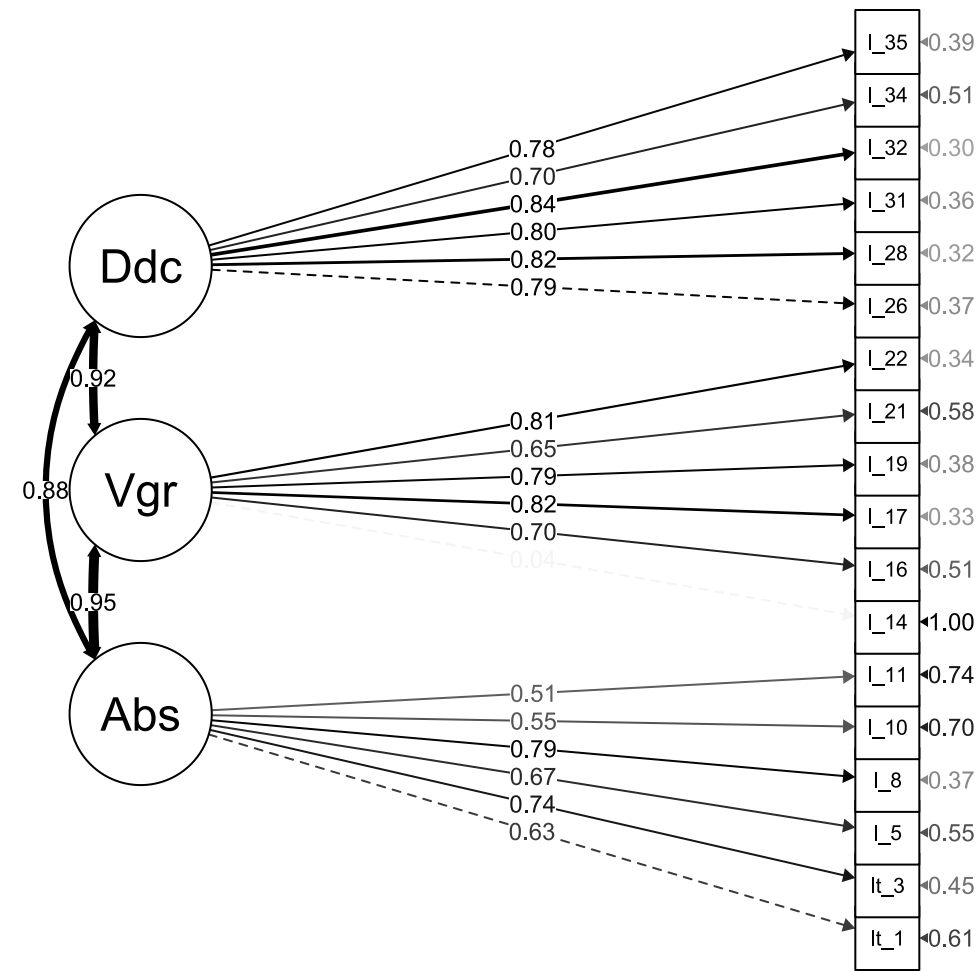 I_35 0.39
I_34 0.51
0.78
I_32 0.30
0.70
0.84
I_31 0.36
0.80
Ddc
0.82
I_28 0.32
0.79
I_26 0.37
I_22 0.34
0.92
I_21 0.58
0.81
0.65
I_19 0.38
0.79
Vgr
0.88
0.82
I_17 0.33
0.70
0.04
I_16 0.51
0.95
I_14 1.00
I_11 0.74
0.51
Abs
0.55
I_10 0.70
0.79
0.67
I_8 0.37
0.74
0.63
I_5 0.55
It_3 0.45
It_1 0.61